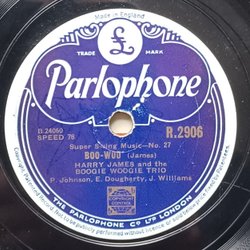 Made in England
£
TRADE MARK
Parlophone
B.24060
SPEED 78
R.2906
Super Swing Music—No. 27
BOO-WOO (James)
HARRY JAMES and the
BOOGIE WOOGIE TRIO
P. Johnson, E. Dougherty, J. Williams
THE PARLOPHONE CO LTD LONDON